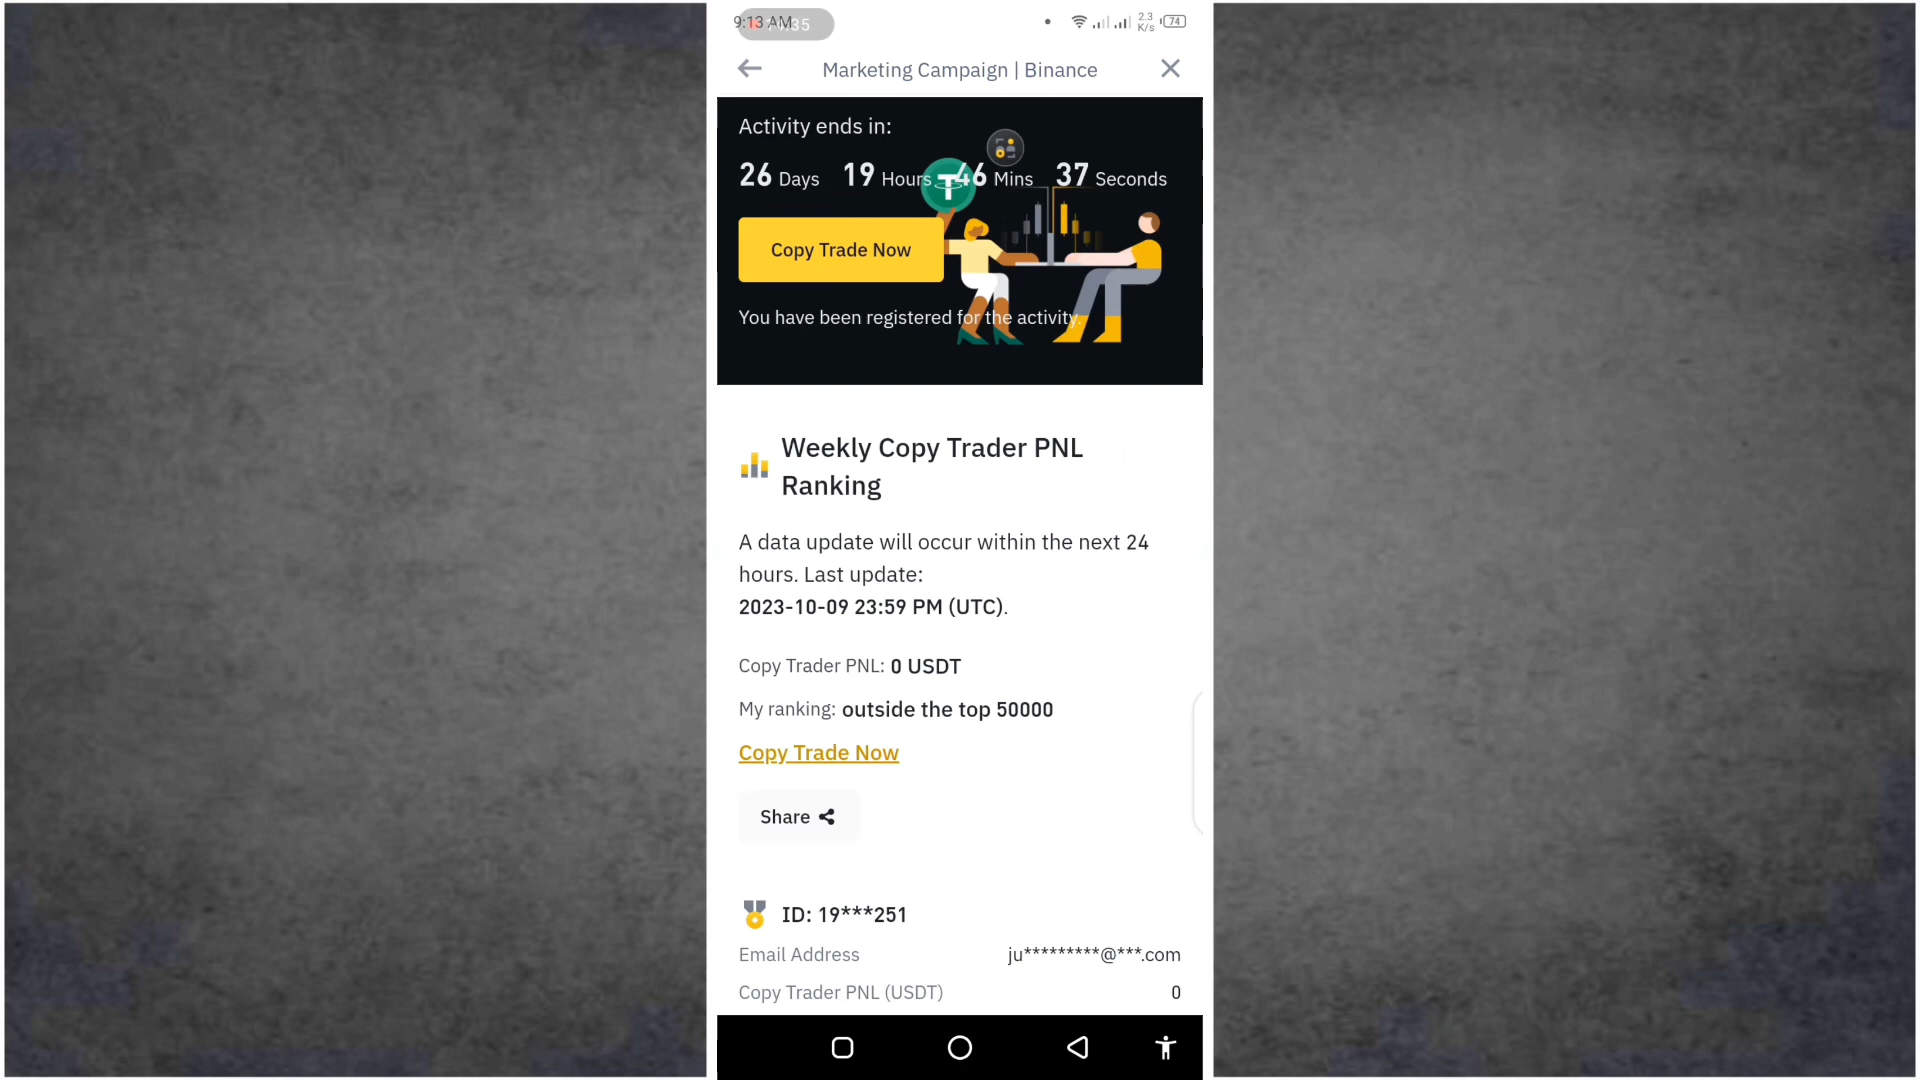 9:13 AM
2.3
K/s
74
Marketing Campaign | Binance
Activity ends in:
26 Days 19 Hours 46 Mins 37 Seconds
Copy Trade Now
You have been registered for the activity.
Weekly Copy Trader PNL
Ranking
A data update will occur within the next 24
hours. Last update:
2023-10-09 23:59 PM (UTC).
Copy Trader PNL: 0 USDT
My ranking: outside the top 50000
Copy Trade Now
Share
ID: 19***251
Email Address ju*********@***.com
Copy Trader PNL (USDT) 0